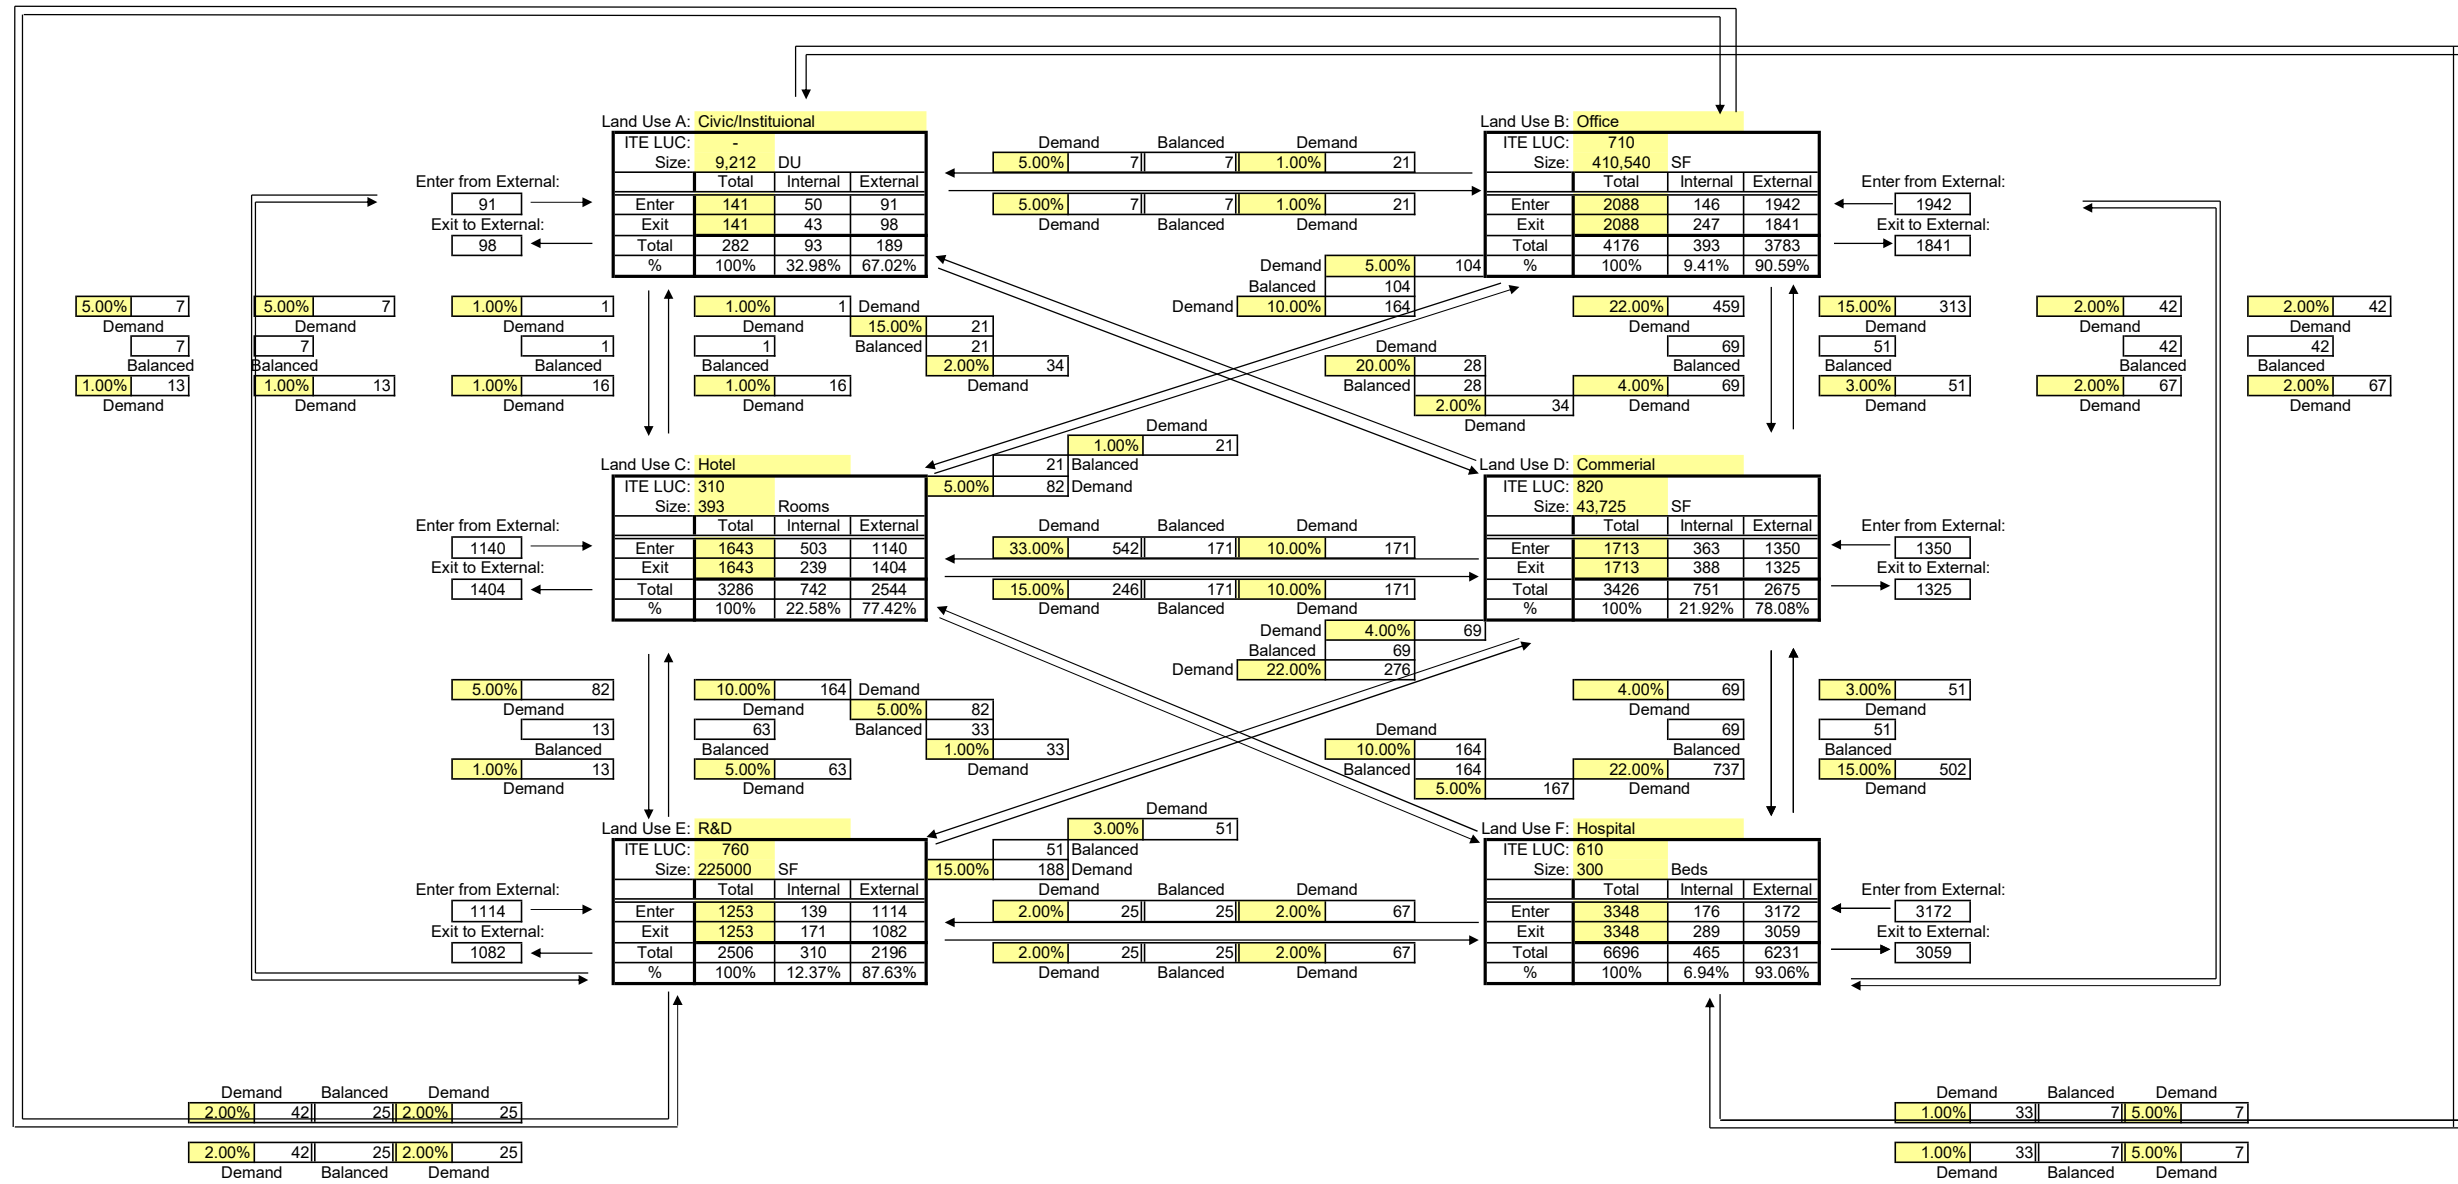 Land Use A: Civic/Instituional
ITE LUC: -
Size: 9,212 DU
Total Internal External
Enter 141 50 91
Exit 141 43 98
Total 282 93 189
% 100% 32.98% 67.02%
Enter from External:
91
Exit to External:
98
Demand Balanced Demand
5.00% 7 7 1.00% 21
5.00% 7 7 1.00% 21
Demand Balanced Demand
Land Use B: Office
ITE LUC: 710
Size: 410,540 SF
Total Internal External
Enter 2088 146 1942
Exit 2088 247 1841
Total 4176 393 3783
% 100% 9.41% 90.59%
Enter from External:
1942
Exit to External:
1841
Demand 5.00% 104
Balanced 104
Demand 10.00% 164
5.00% 7
Demand
7
Balanced
1.00% 13
Demand
5.00% 7
Demand
7
Balanced
1.00% 13
Demand
1.00% 1
Demand
1
Balanced
1.00% 16
Demand
1.00% 1
Demand
1
Balanced
1.00% 16
Demand
Demand
15.00% 21
Balanced 21
2.00% 34
Demand
Demand
20.00% 28
Balanced 28
2.00% 34
Demand
22.00% 459
Demand
69
Balanced
4.00% 69
Demand
15.00% 313
Demand
51
Balanced
3.00% 51
Demand
2.00% 42
Demand
42
Balanced
2.00% 67
Demand
2.00% 42
Demand
42
Balanced
2.00% 67
Demand
Demand
1.00% 21
21 Balanced
5.00% 82 Demand
Land Use C: Hotel
ITE LUC: 310
Size: 393 Rooms
Total Internal External
Enter 1643 503 1140
Exit 1643 239 1404
Total 3286 742 2544
% 100% 22.58% 77.42%
Enter from External:
1140
Exit to External:
1404
Demand Balanced Demand
33.00% 542 171 10.00% 171
15.00% 246 171 10.00% 171
Demand Balanced Demand
Land Use D: Commerial
ITE LUC: 820
Size: 43,725 SF
Total Internal External
Enter 1713 363 1350
Exit 1713 388 1325
Total 3426 751 2675
% 100% 21.92% 78.08%
Enter from External:
1350
Exit to External:
1325
Demand 4.00% 69
Balanced 69
Demand 22.00% 276
5.00% 82
Demand
13
Balanced
1.00% 13
Demand
10.00% 164
Demand
63
Balanced
5.00% 63
Demand
Demand
5.00% 82
Balanced 33
1.00% 33
Demand
Demand
10.00% 164
Balanced 164
5.00% 167
4.00% 69
Demand
69
Balanced
22.00% 737
Demand
3.00% 51
Demand
51
Balanced
15.00% 502
Demand
Demand
3.00% 51
51 Balanced
15.00% 188 Demand
Land Use E: R&D
ITE LUC: 760
Size: 225000 SF
Total Internal External
Enter 1253 139 1114
Exit 1253 171 1082
Total 2506 310 2196
% 100% 12.37% 87.63%
Enter from External:
1114
Exit to External:
1082
Demand Balanced Demand
2.00% 25 25 2.00% 67
2.00% 25 25 2.00% 67
Demand Balanced Demand
Land Use F: Hospital
ITE LUC: 610
Size: 300 Beds
Total Internal External
Enter 3348 176 3172
Exit 3348 289 3059
Total 6696 465 6231
% 100% 6.94% 93.06%
Enter from External:
3172
Exit to External:
3059
Demand Balanced Demand
2.00% 42 25 2.00% 25
2.00% 42 25 2.00% 25
Demand Balanced Demand
Demand Balanced Demand
1.00% 33 7 5.00% 7
1.00% 33 7 5.00% 7
Demand Balanced Demand